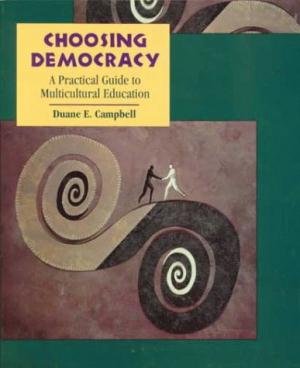 CHOOSING
DEMOCRACY
A Practical Guide to
Multicultural Education
Duane E. Campbell